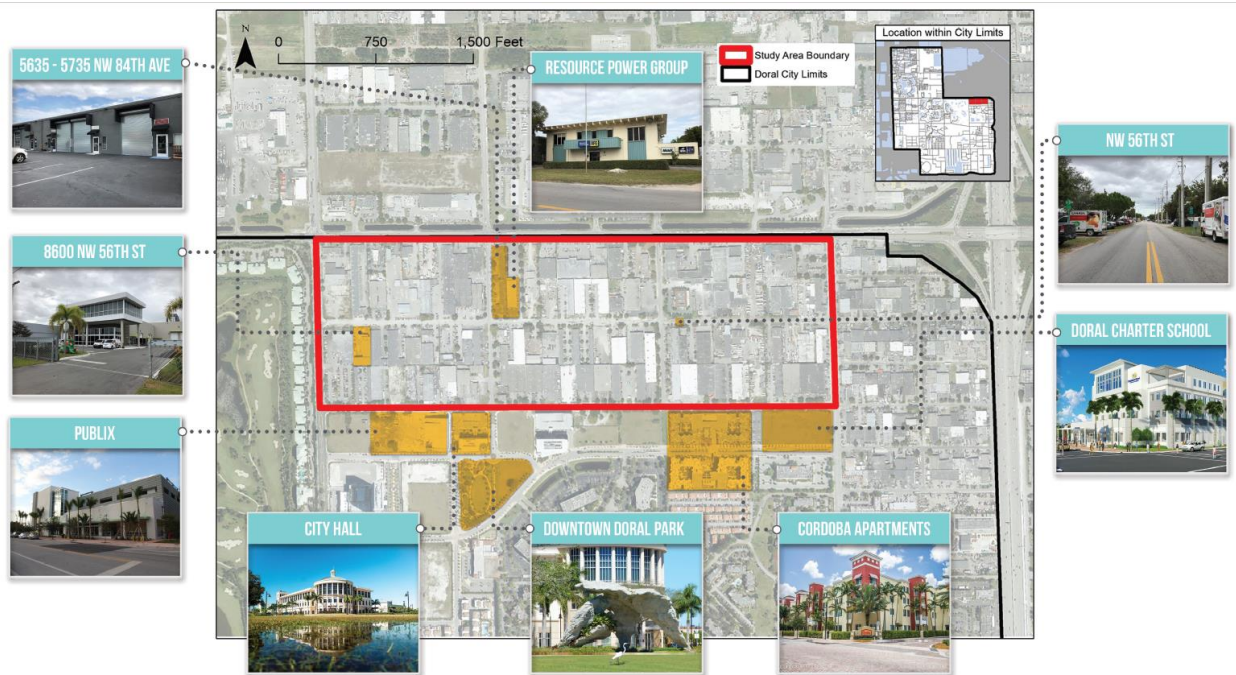 N
0 750 1,500 Feet
Study Area Boundary
Doral City Limits
Location within City Limits
5635 - 5735 NW 84TH AVE
RESOURCE POWER GROUP
NW 56TH ST
8600 NW 56TH ST
DORAL CHARTER SCHOOL
PUBLIX
CITY HALL
DOWNTOWN DORAL PARK
CORDOBA APARTMENTS